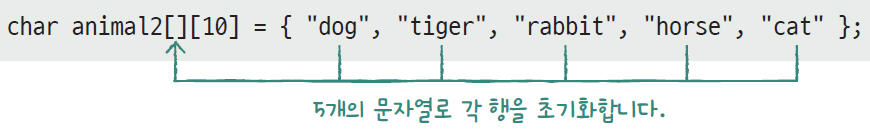 char animal2[][10] = { "dog", "tiger", "rabbit", "horse", "cat" };
5개의 문자열로 각 행을 초기화합니다.